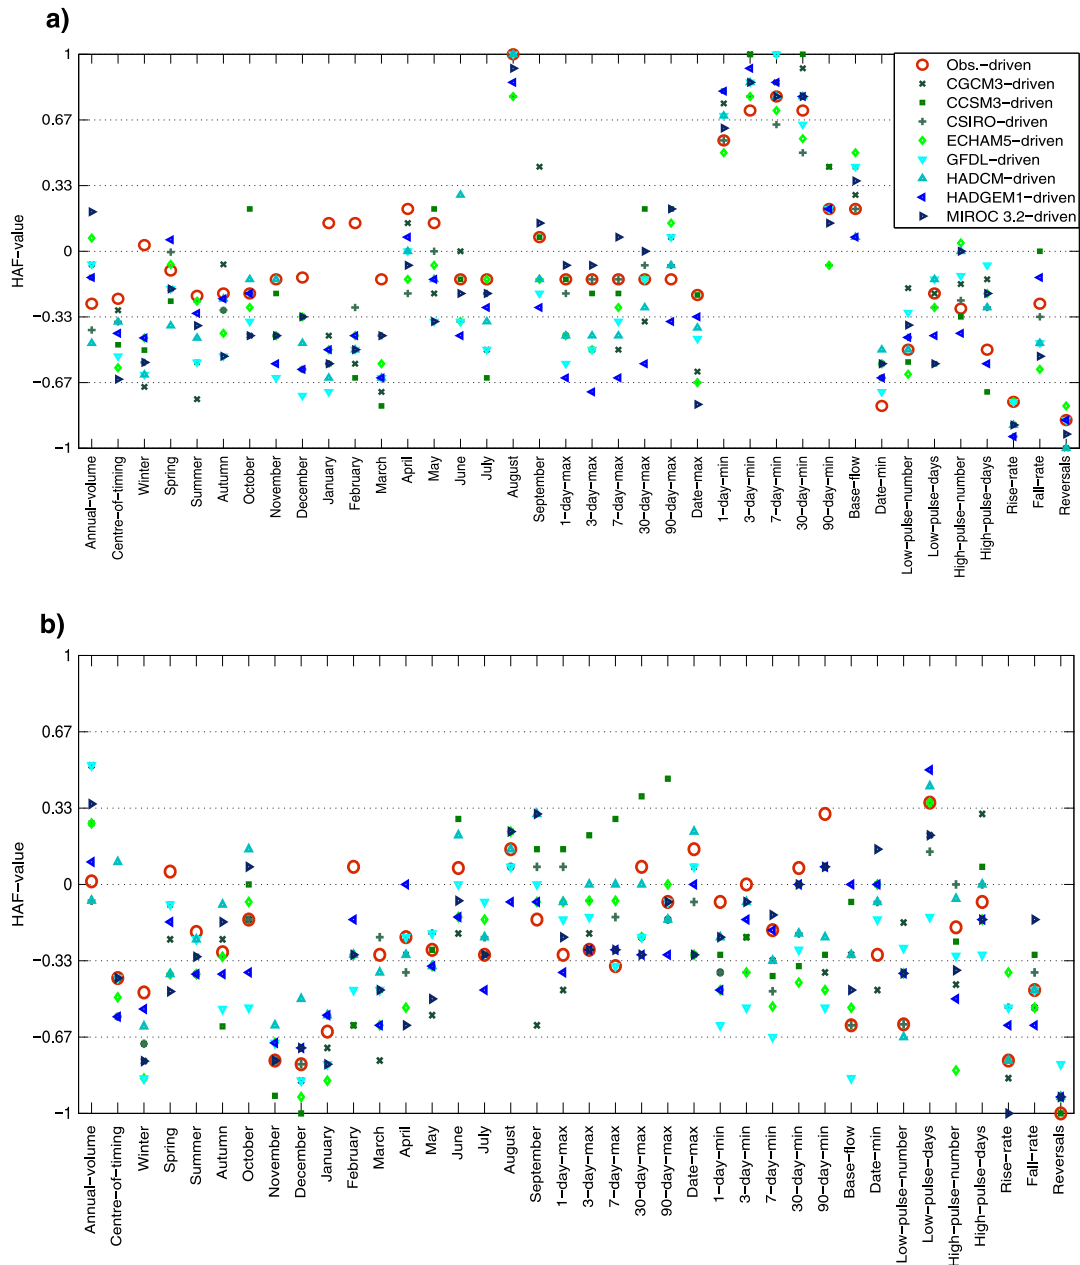 a)
1
0.67
0.33
0
−0.33
−0.67
−1
HAF−value
Obs.−driven
CGCM3−driven
CCSM3−driven
CSIRO−driven
ECHAM5−driven
GFDL−driven
HADCM−driven
HADGEM1−driven
MIROC 3.2−driven
Annual−volume
Centre−of−timing
Winter
Spring
Summer
Autumn
October
November
December
January
February
March
April
May
June
July
August
September
1−day−max
3−day−max
7−day−max
30−day−max
90−day−max
Date−max
1−day−min
3−day−min
7−day−min
30−day−min
90−day−min
Base−flow
Date−min
Low−pulse−number
Low−pulse−days
High−pulse−number
High−pulse−days
Rise−rate
Fall−rate
Reversals
b)
1
0.67
0.33
0
−0.33
−0.67
−1
HAF−value
Annual−volume
Centre−of−timing
Winter
Spring
Summer
Autumn
October
November
December
January
February
March
April
May
June
July
August
September
1−day−max
3−day−max
7−day−max
30−day−max
90−day−max
Date−max
1−day−min
3−day−min
7−day−min
30−day−min
90−day−min
Base−flow
Date−min
Low−pulse−number
Low−pulse−days
High−pulse−number
High−pulse−days
Rise−rate
Fall−rate
Reversals